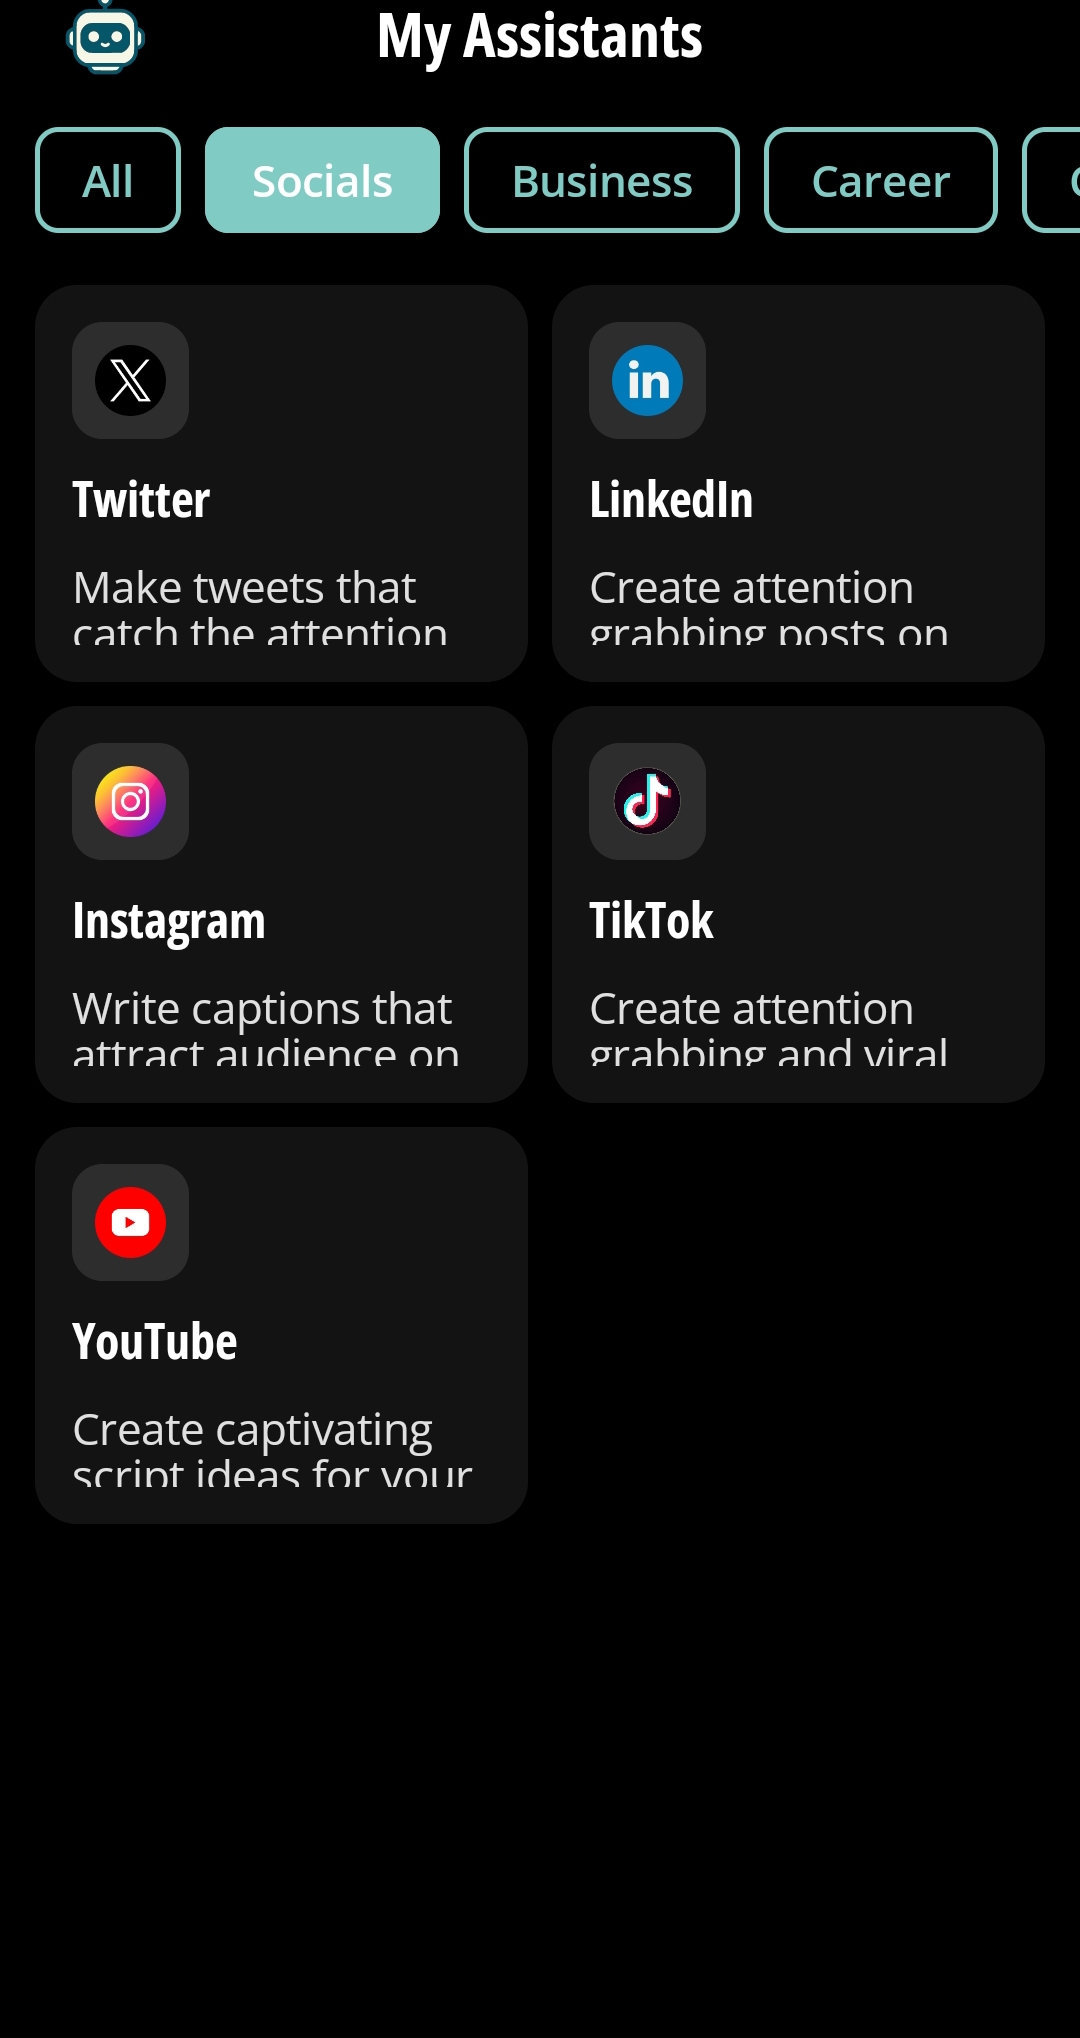 My Assistants
All
Socials
Business
Career
Twitter
Make tweets that
catch the attention
LinkedIn
Create attention
grabbing posts on
Instagram
Write captions that
attract audience on
TikTok
Create attention
grabbing and viral
YouTube
Create captivating
script ideas for your